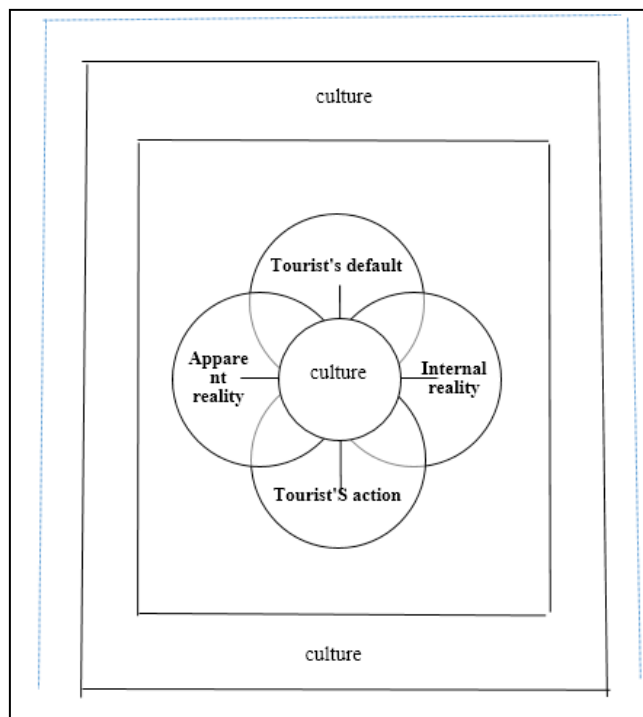 culture
Tourist's default
Appare
nt
reality
culture
Internal
reality
Tourist'S action
culture